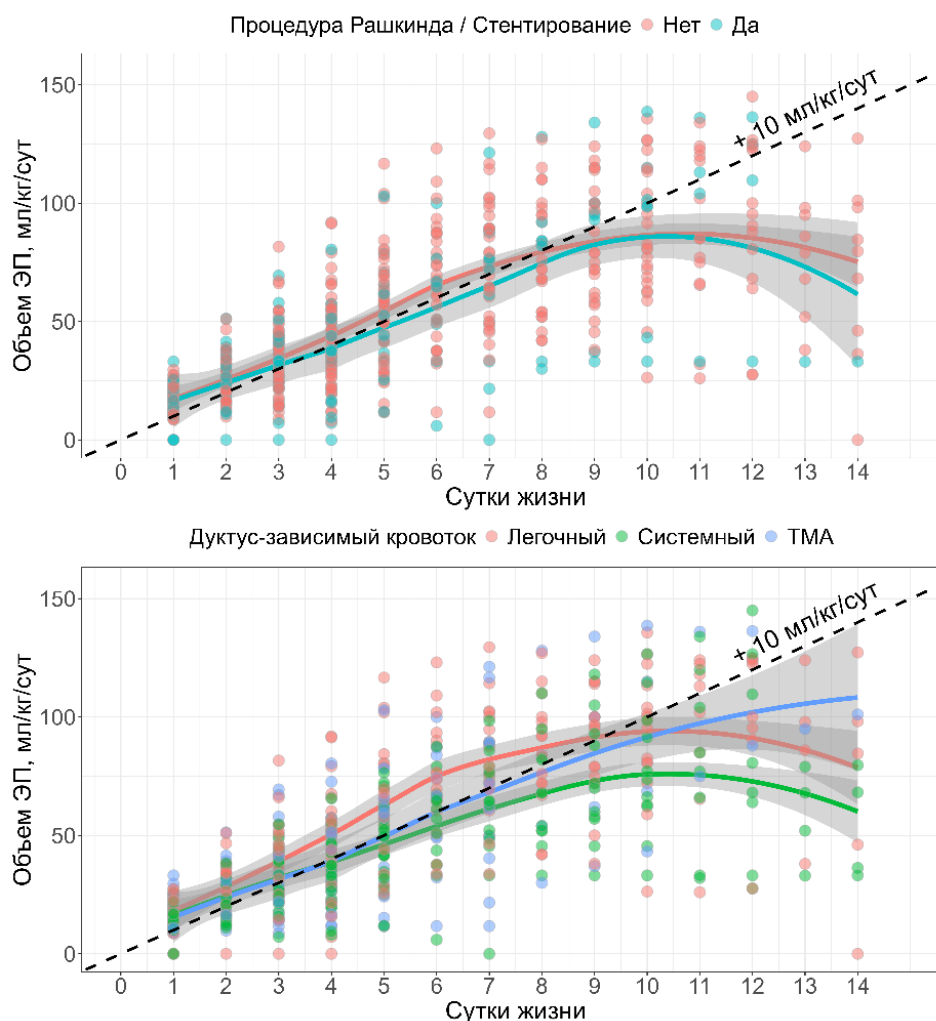 Процедура Рашкинда / Стентирование Нет Да
Объем ЭП, мл/кг/сут
150
100
50
0
+ 10 мл/кг/сут
0 1 2 3 4 5 6 7 8 9 10 11 12 13 14
Сутки жизни
Дуктус-зависимый кровоток Легочный Системный ТМА
Объем ЭП, мл/кг/сут
150
100
50
0
+ 10 мл/кг/сут
0 1 2 3 4 5 6 7 8 9 10 11 12 13 14
Сутки жизни